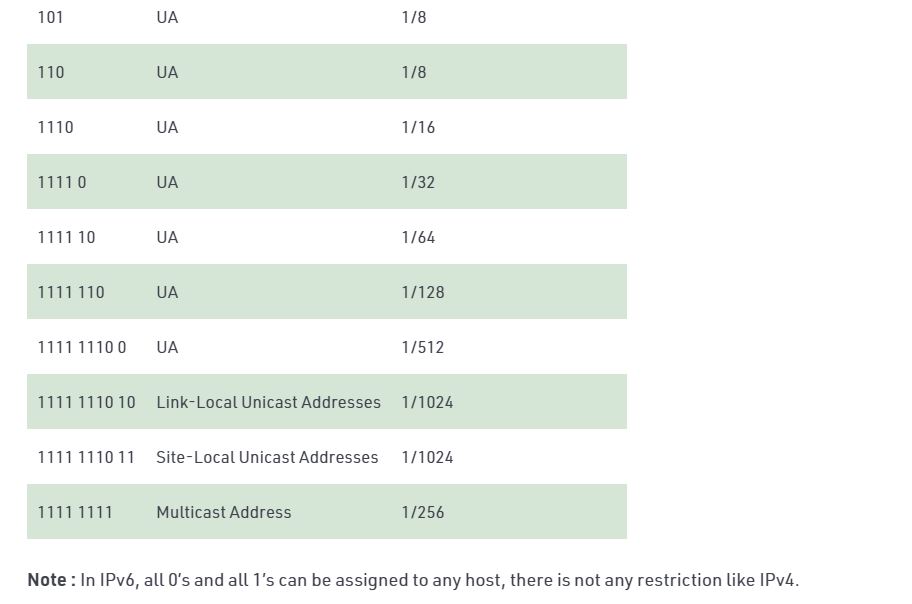 101 UA 1/8
110 UA 1/8
1110 UA 1/16
1111 0 UA 1/32
1111 10 UA 1/64
1111 110 UA 1/128
1111 1110 0 UA 1/512
1111 1110 10 Link-Local Unicast Addresses 1/1024
1111 1110 11 Site-Local Unicast Addresses 1/1024
1111 1111 Multicast Address 1/256
Note : In IPv6, all 0’s and all 1’s can be assigned to any host, there is not any restriction like IPv4.